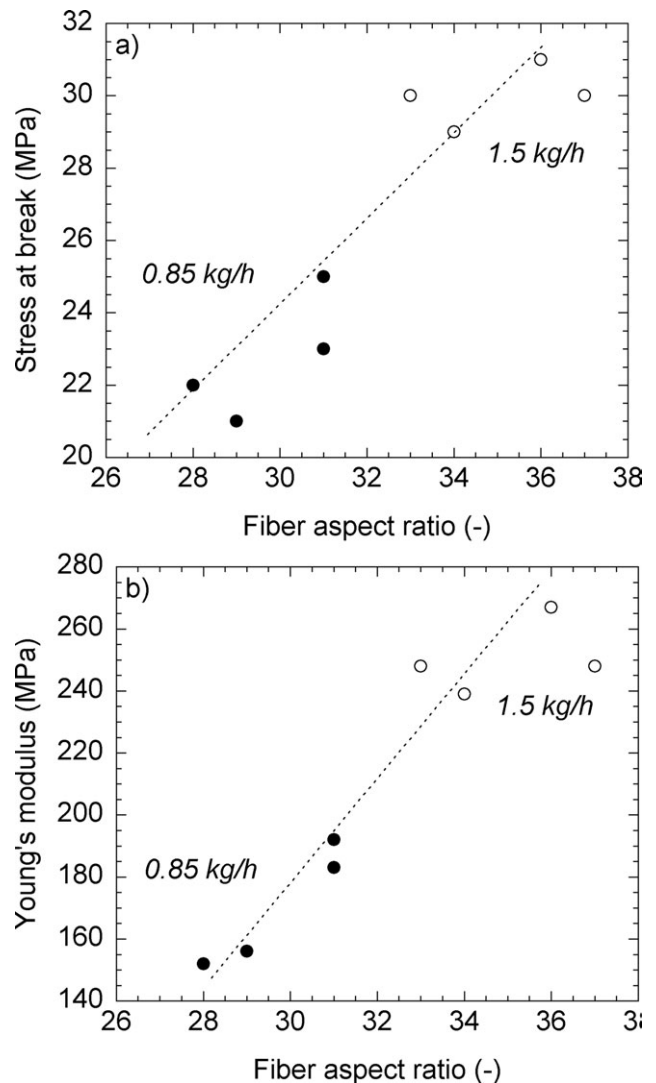 a)
32
30
28
26
24
22
20
Stress at break (MPa)
0.85 kg/h
1.5 kg/h
26 28 30 32 34 36 38
Fiber aspect ratio (-)
b)
280
260
240
220
200
180
160
140
Young's modulus (MPa)
0.85 kg/h
1.5 kg/h
26 28 30 32 34 36
Fiber aspect ratio (-)